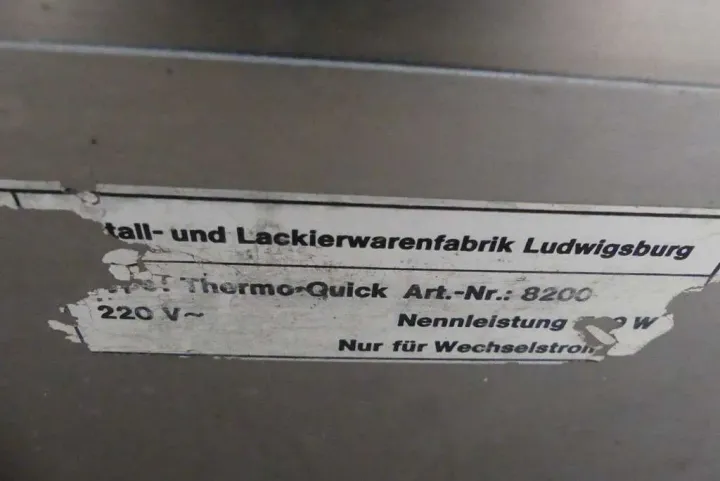 tall- und Lackierwarenfabrik Ludwigsburg
Thermo-Quick Art.-Nr.: 8200
220 V~ Nennleistung W
Nur für Wechselstrom